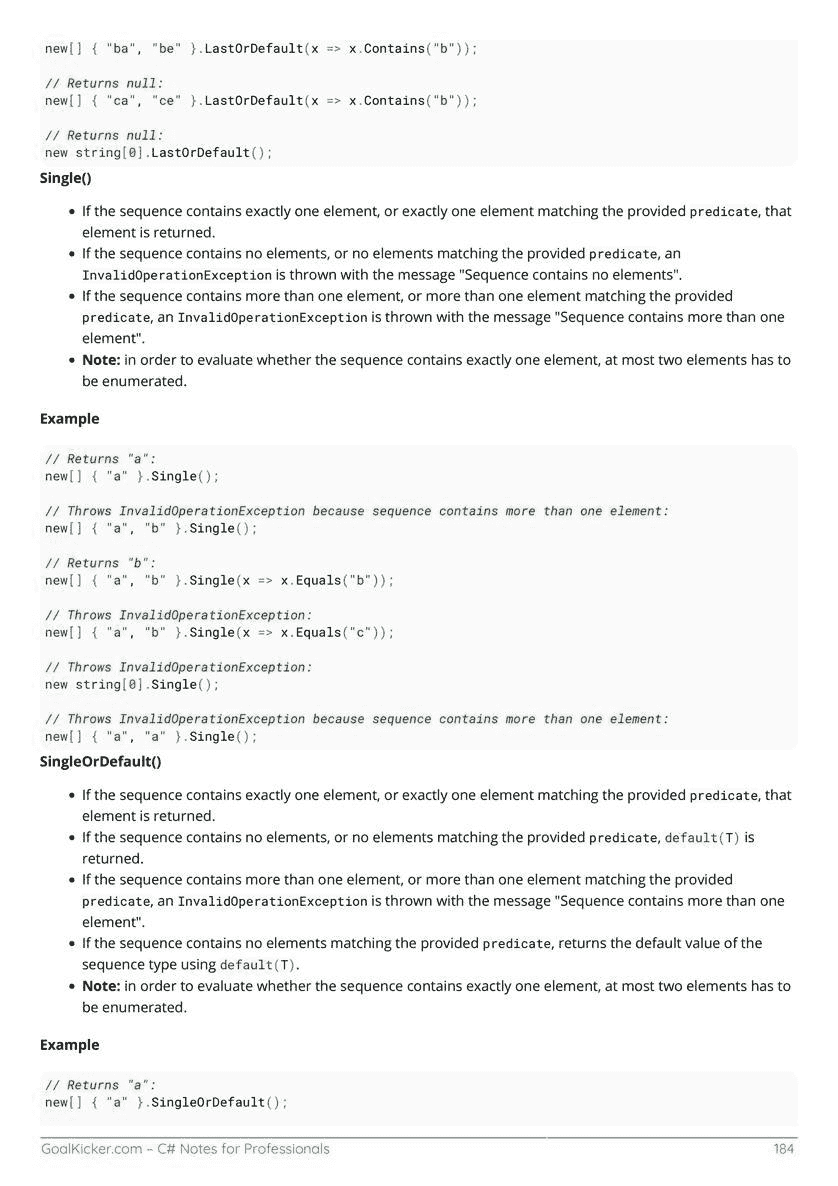 new[] { "ba", "be" }.LastOrDefault(x => x.Contains("b"));
// Returns null:
new[] { "ca", "ce" }.LastOrDefault(x => x.Contains("b"));
// Returns null:
new string[0].LastOrDefault();
Single()
• If the sequence contains exactly one element, or exactly one element matching the provided predicate, that
element is returned.
• If the sequence contains no elements, or no elements matching the provided predicate, an
InvalidOperationException is thrown with the message "Sequence contains no elements".
• If the sequence contains more than one element, or more than one element matching the provided
predicate, an InvalidOperationException is thrown with the message "Sequence contains more than one
element".
• Note: in order to evaluate whether the sequence contains exactly one element, at most two elements has to
be enumerated.
Example
// Returns "a":
new[] { "a" }.Single();
// Throws InvalidOperationException because sequence contains more than one element:
new[] { "a", "b" }.Single();
// Returns "b":
new[] { "a", "b" }.Single(x => x.Equals("b"));
// Throws InvalidOperationException:
new[] { "a", "b" }.Single(x => x.Equals("c"));
// Throws InvalidOperationException:
new string[0].Single();
// Throws InvalidOperationException because sequence contains more than one element:
new[] { "a", "a" }.Single();
SingleOrDefault()
• If the sequence contains exactly one element, or exactly one element matching the provided predicate, that
element is returned.
• If the sequence contains no elements, or no elements matching the provided predicate, default(T) is
returned.
• If the sequence contains more than one element, or more than one element matching the provided
predicate, an InvalidOperationException is thrown with the message "Sequence contains more than one
element".
• If the sequence contains no elements matching the provided predicate, returns the default value of the
sequence type using default(T).
• Note: in order to evaluate whether the sequence contains exactly one element, at most two elements has to
be enumerated.
Example
// Returns "a":
new[] { "a" }.SingleOrDefault();
GoalKicker.com – C# Notes for Professionals 184